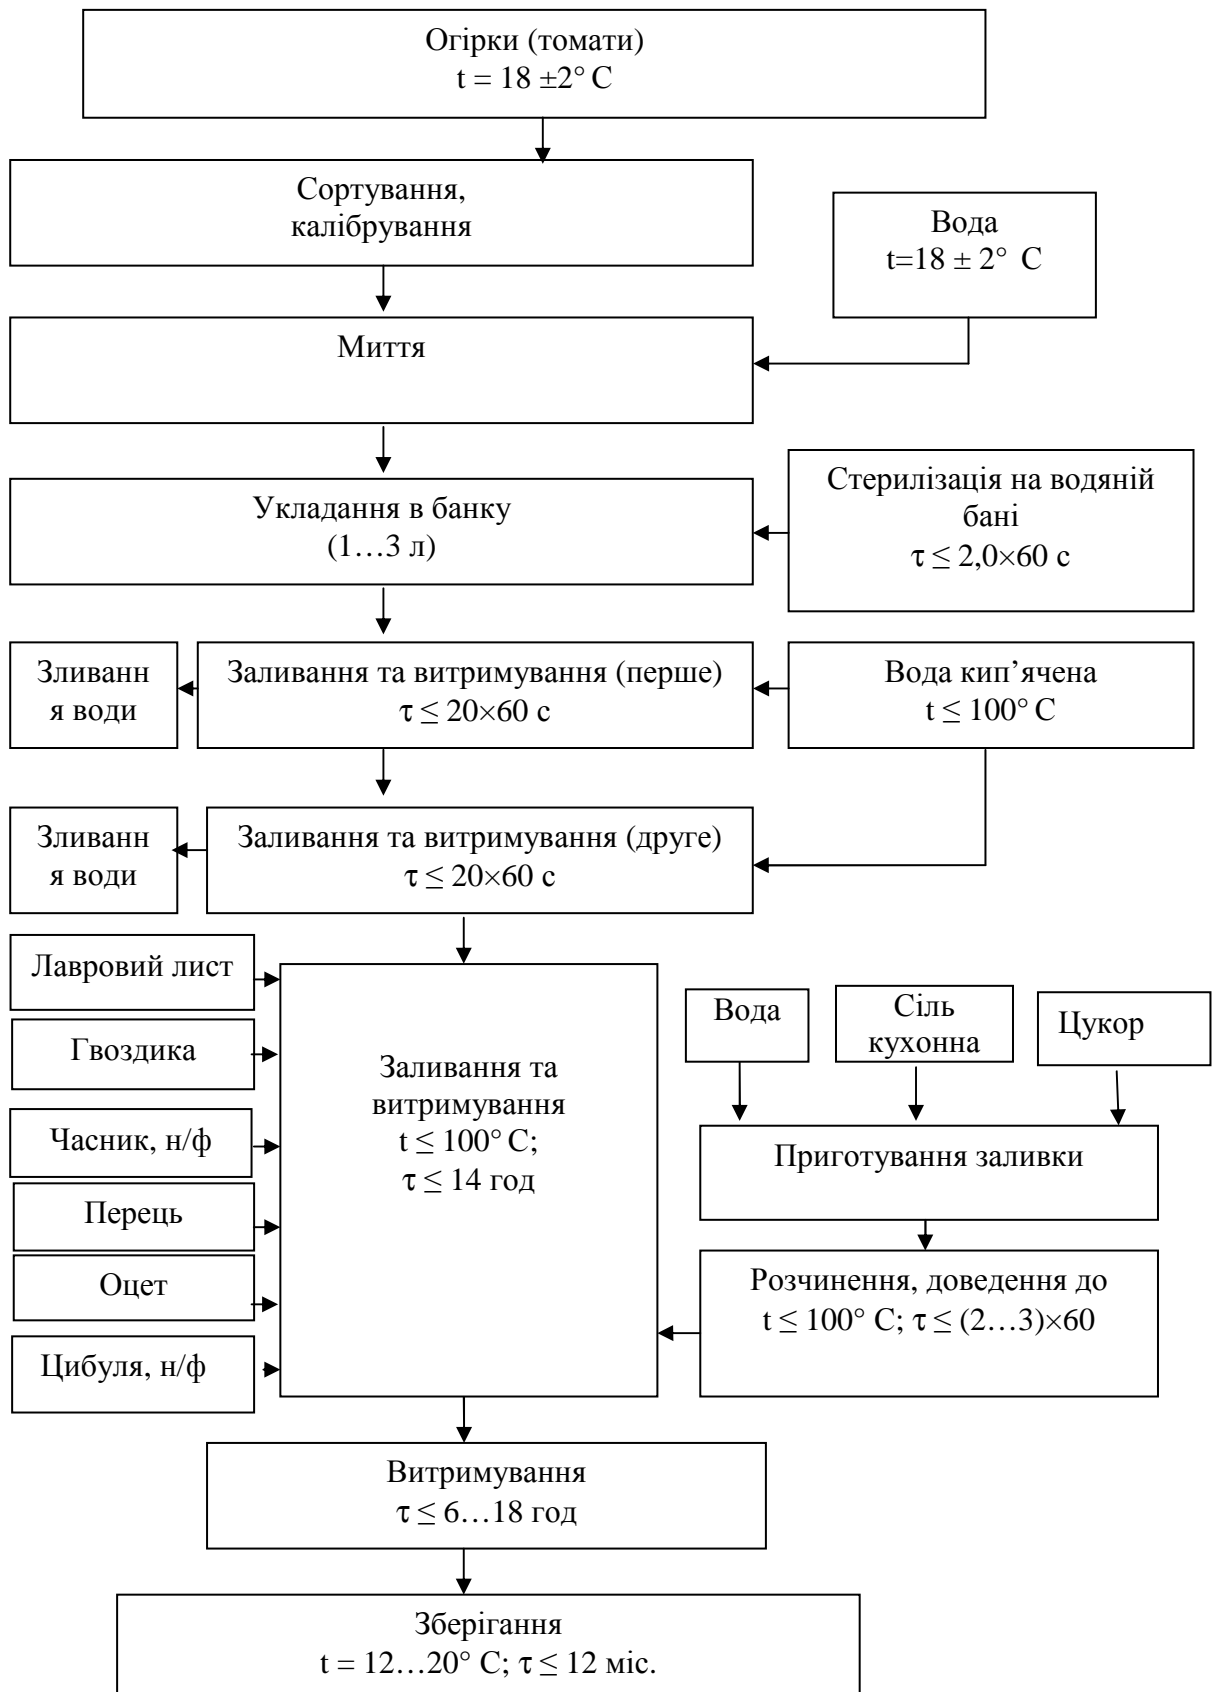 Огірки (томати)
t = 18 ±2° C
Сортування,
калібрування
Вода
t=18 ± 2° C
Миття
Укладання в банку
(1…3 л)
Стерилізація на водяній
бані
τ ≤ 2,0×60 с
Зливанн
я води
Заливання та витримування (перше)
τ ≤ 20×60 с
Вода кип’ячена
t ≤ 100° C
Зливанн
я води
Заливання та витримування (друге)
τ ≤ 20×60 с
Лавровий лист
Гвоздика
Часник, н/ф
Перець
Оцет
Цибуля, н/ф
Заливання та
витримування
t ≤ 100° C;
τ ≤ 14 год
Вода
Сіль
кухонна
Цукор
Приготування заливки
Розчинення, доведення до
t ≤ 100° C; τ ≤ (2…3)×60
Витримування
τ ≤ 6…18 год
Зберігання
t = 12…20° C; τ ≤ 12 міс.